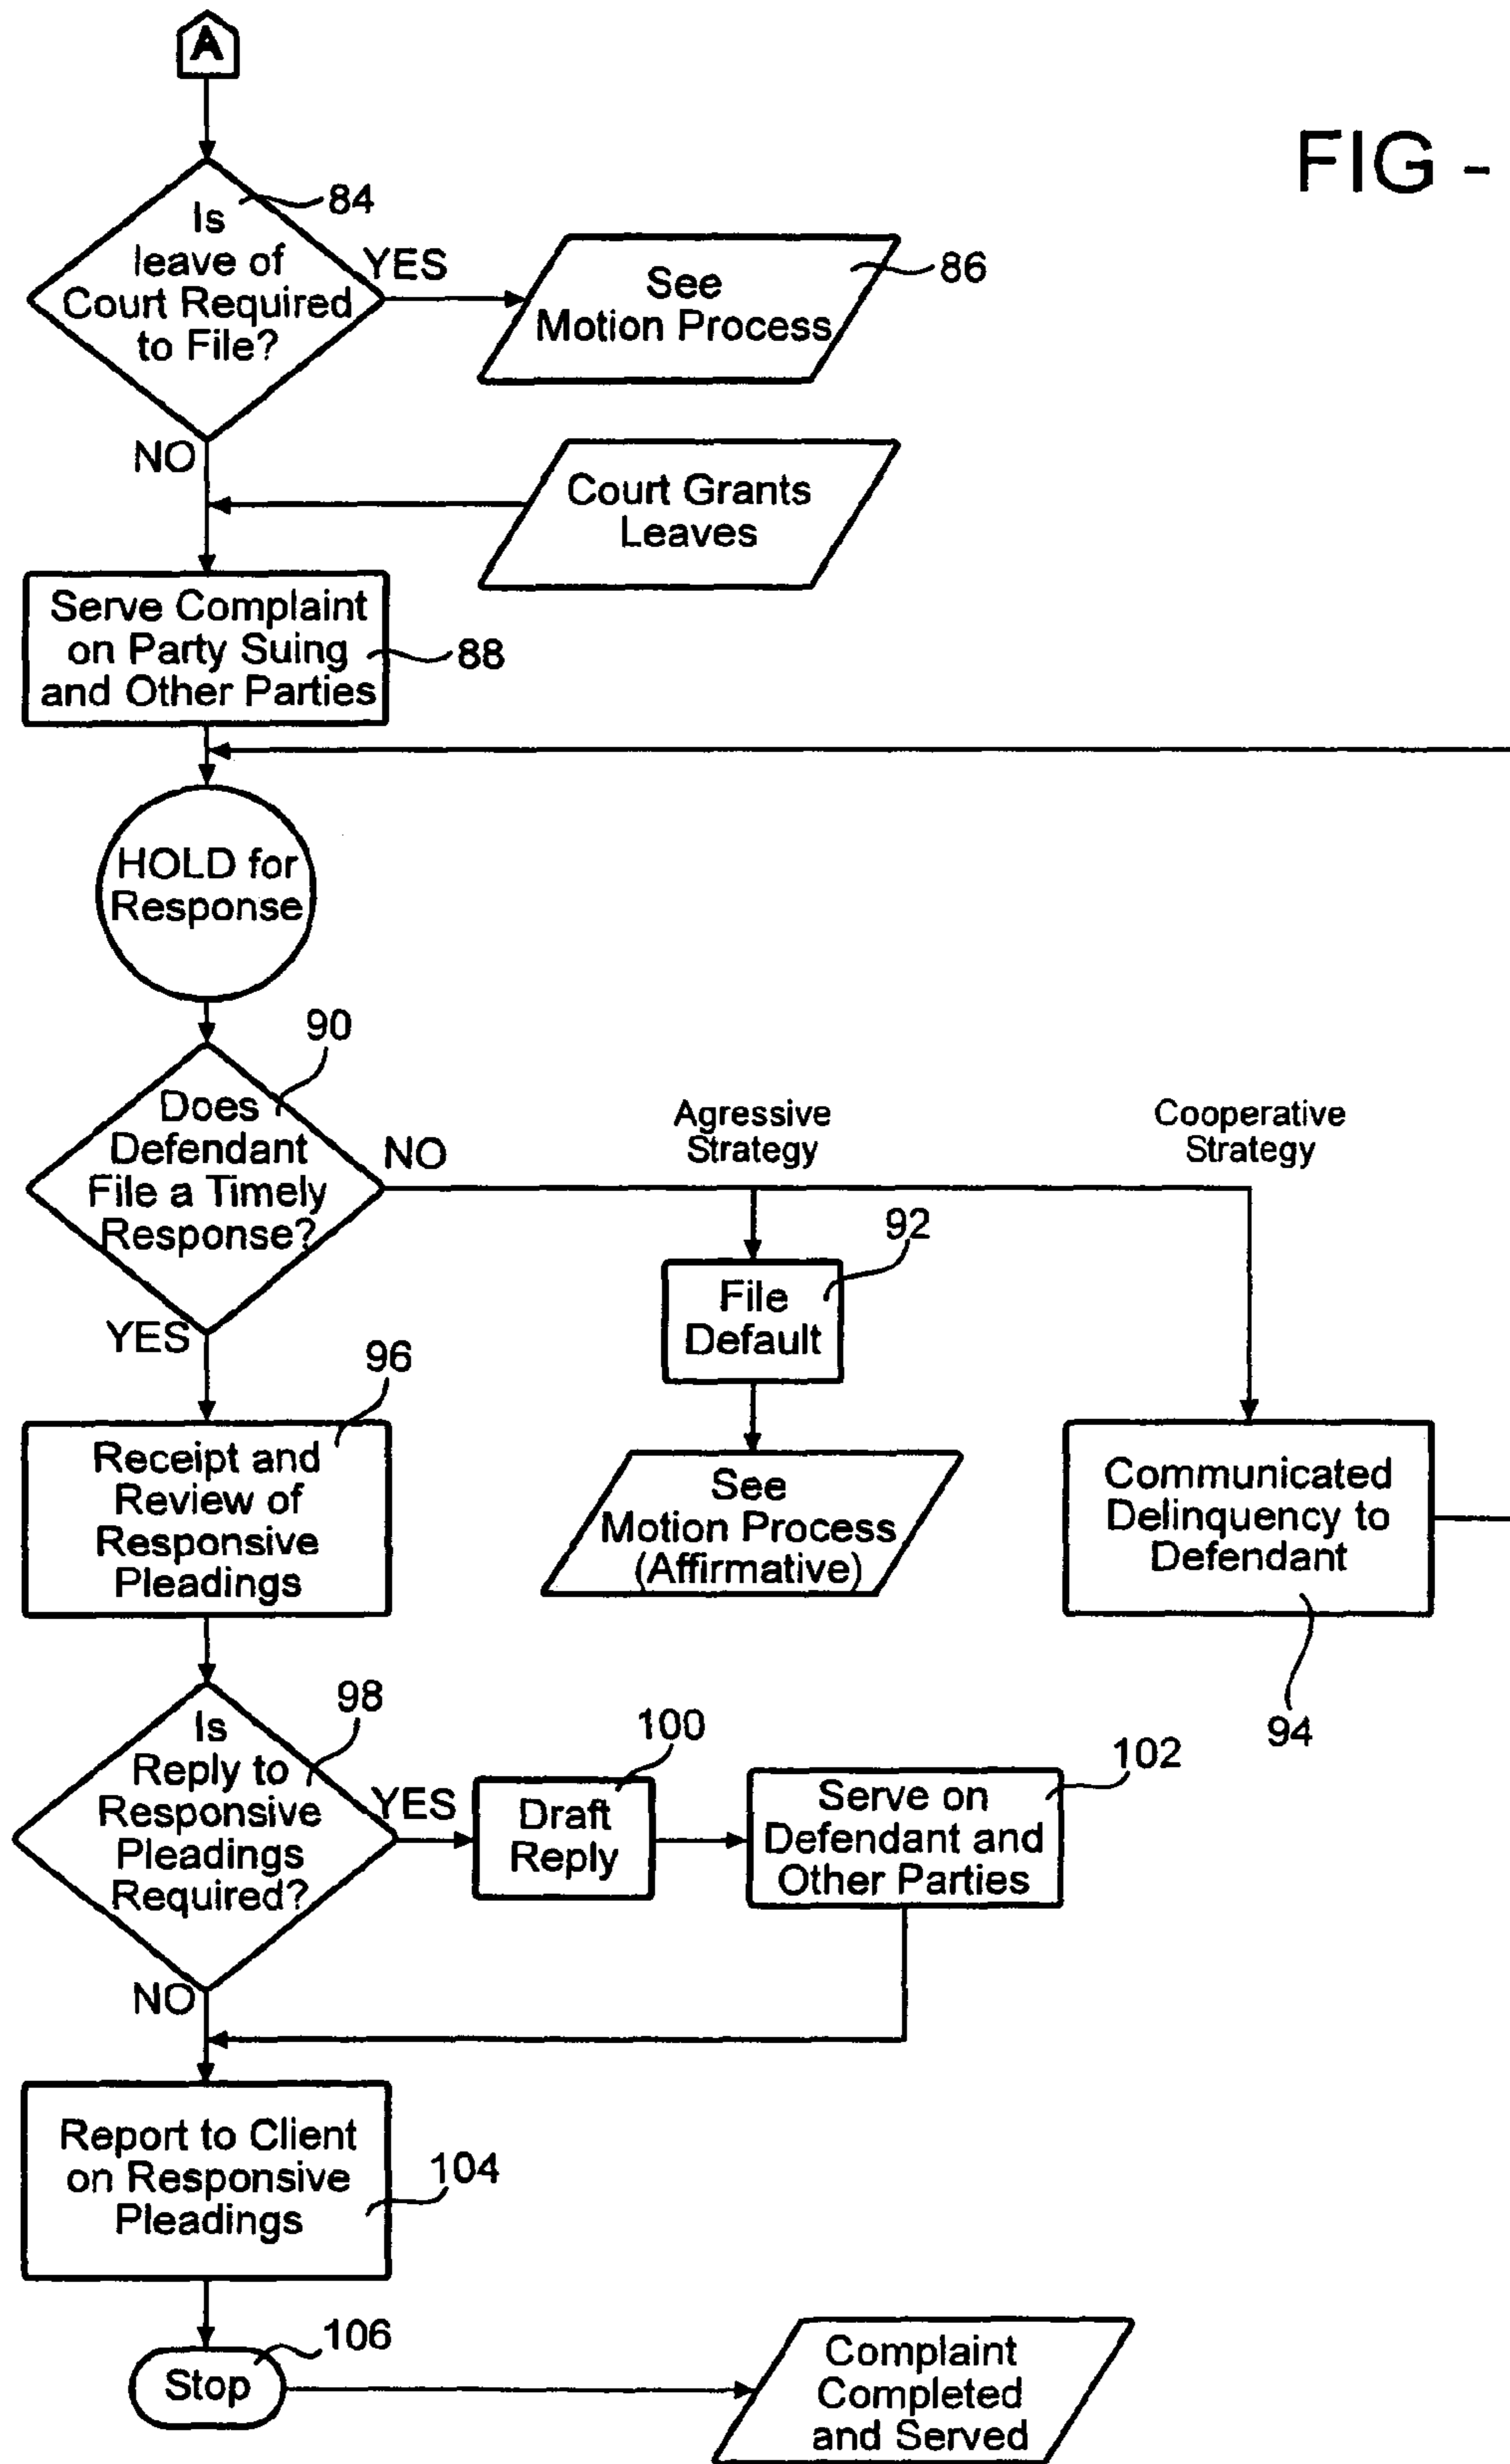 A
FIG -
84
Is
leave of
Court Required
to File?
YES
86
See
Motion Process
NO
Court Grants
Leaves
Serve Complaint
on Party Suing
and Other Parties
88
HOLD for
Response
90
Does
Defendant
File a Timely
Response?
NO
Agressive
Strategy
Cooperative
Strategy
92
File
Default
YES
96
Receipt and
Review of
Responsive
Pleadings
See
Motion Process
(Affirmative)
Communicated
Delinquency to
Defendant
94
98
Is
Reply to
Responsive
Pleadings
Required?
YES
100
Draft
Reply
102
Serve on
Defendant and
Other Parties
NO
Report to Client
on Responsive
Pleadings
104
106
Stop
Complaint
Completed
and Served